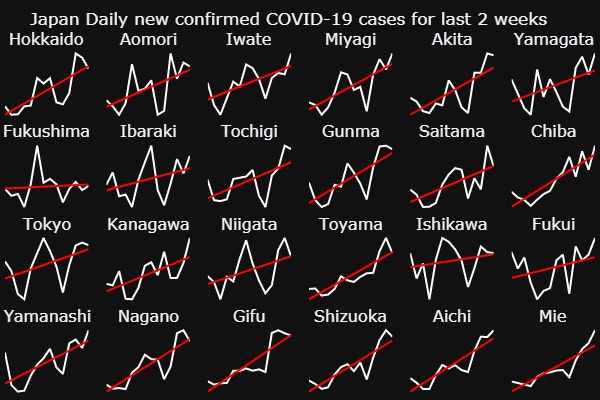 Japan Daily new confirmed COVID-19 cases for last 2 weeks
Hokkaido Aomori Iwate Miyagi Akita Yamagata
Fukushima Ibaraki Tochigi Gunma Saitama Chiba
Tokyo Kanagawa Niigata Toyama Ishikawa Fukui
Yamanashi Nagano Gifu Shizuoka Aichi Mie